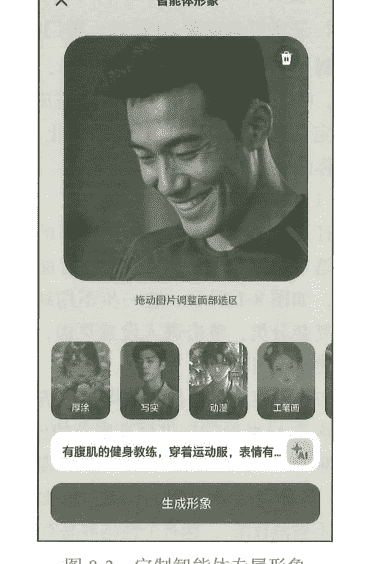 智能体形象
拖动图片调整面部选区
厚涂
写实
动漫
工笔画
有腹肌的健身教练，穿着运动服，表情有...
AI
生成形象